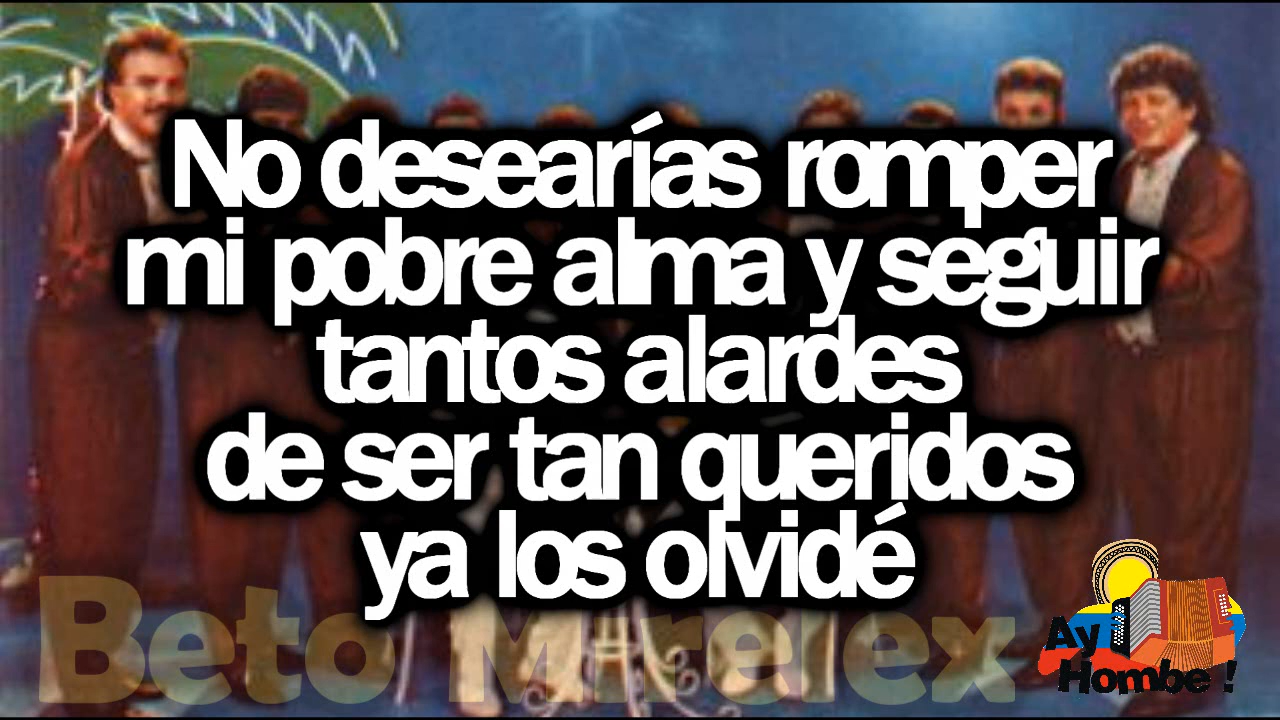 No desearías romper
mi pobre alma y seguir
tantos alardes
de ser tan queridos
ya los olvidé
Beto Mirelex
Ay
Hombe !